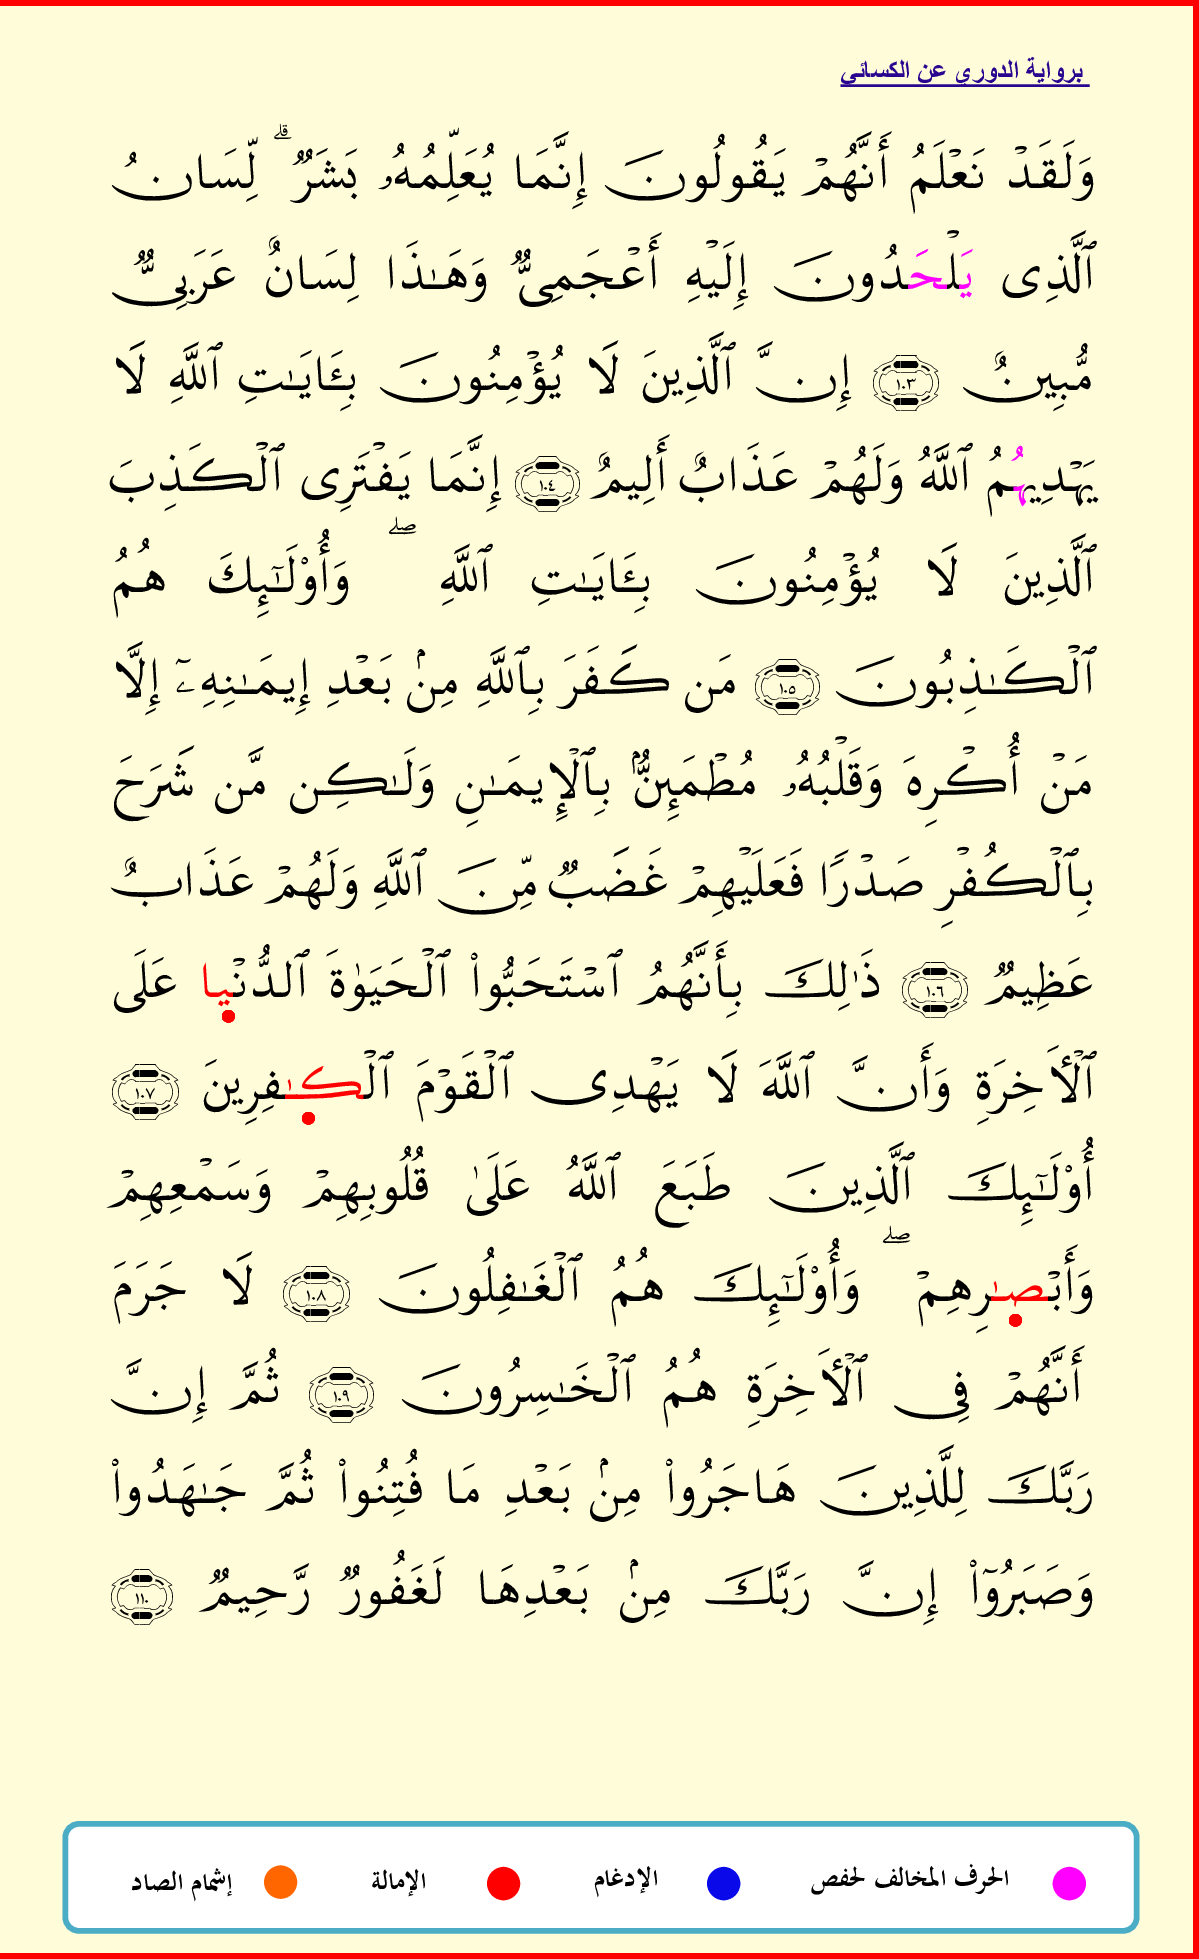 برواية الدوري عن الكسائي
وَلَقَدْ نَعْلَمُ أَنَّهُمْ يَقُولُونَ إِنَّمَا يُعَلِّمُهُۥ بَشَرٌ ۗ لِّسَانُ
ٱلَّذِى يَلْحَدُونَ إِلَيْهِ أَعْجَمِىٌّ وَهَـٰذَا لِسَانٌ عَرَبِىٌّ
مُّبِينٌ ١٠٣ إِنَّ ٱلَّذِينَ لَا يُؤْمِنُونَ بِـَٔايَـٰتِ ٱللَّهِ لَا
يَهْدِيهُمُ ٱللَّهُ وَلَهُمْ عَذَابٌ أَلِيمٌ ١٠٤ إِنَّمَا يَفْتَرِى ٱلْكَذِبَ
ٱلَّذِينَ لَا يُؤْمِنُونَ بِـَٔايَـٰتِ ٱللَّهِ ۖ وَأُو۟لَـٰٓئِكَ هُمُ
ٱلْكَـٰذِبُونَ ١٠٥ مَن كَفَرَ بِٱللَّهِ مِنۢ بَعْدِ إِيمَـٰنِهِۦٓ إِلَّا
مَنْ أُكْرِهَ وَقَلْبُهُۥ مُطْمَئِنٌّۢ بِٱلْإِيمَـٰنِ وَلَـٰكِن مَّن شَرَحَ
بِٱلْكُفْرِ صَدْرًا فَعَلَيْهِمْ غَضَبٌ مِّنَ ٱللَّهِ وَلَهُمْ عَذَابٌ
عَظِيمٌ ١٠٦ ذَٰلِكَ بِأَنَّهُمُ ٱسْتَحَبُّوا۟ ٱلْحَيَوٰةَ ٱلدُّنْيا عَلَى
ٱلْأَخِرَةِ وَأَنَّ ٱللَّهَ لَا يَهْدِى ٱلْقَوْمَ ٱلْكـٰفِرِينَ ١٠٧
أُو۟لَـٰٓئِكَ ٱلَّذِينَ طَبَعَ ٱللَّهُ عَلَىٰ قُلُوبِهِمْ وَسَمْعِهِمْ
وَأَبْصـٰرِهِمْ ۖ وَأُو۟لَـٰٓئِكَ هُمُ ٱلْغَـٰفِلُونَ ١٠٨ لَا جَرَمَ
أَنَّهُمْ فِى ٱلْأَخِرَةِ هُمُ ٱلْخَـٰسِرُونَ ١٠٩ ثُمَّ إِنَّ
رَبَّكَ لِلَّذِينَ هَاجَرُوا۟ مِنۢ بَعْدِ مَا فُتِنُوا۟ ثُمَّ جَـٰهَدُوا۟
وَصَبَرُوٓا۟ إِنَّ رَبَّكَ مِنۢ بَعْدِهَا لَغَفُورٌ رَّحِيمٌ ١١٠
الحرف المخالف لحفص الإدغام الإمالة إشمام الصاد